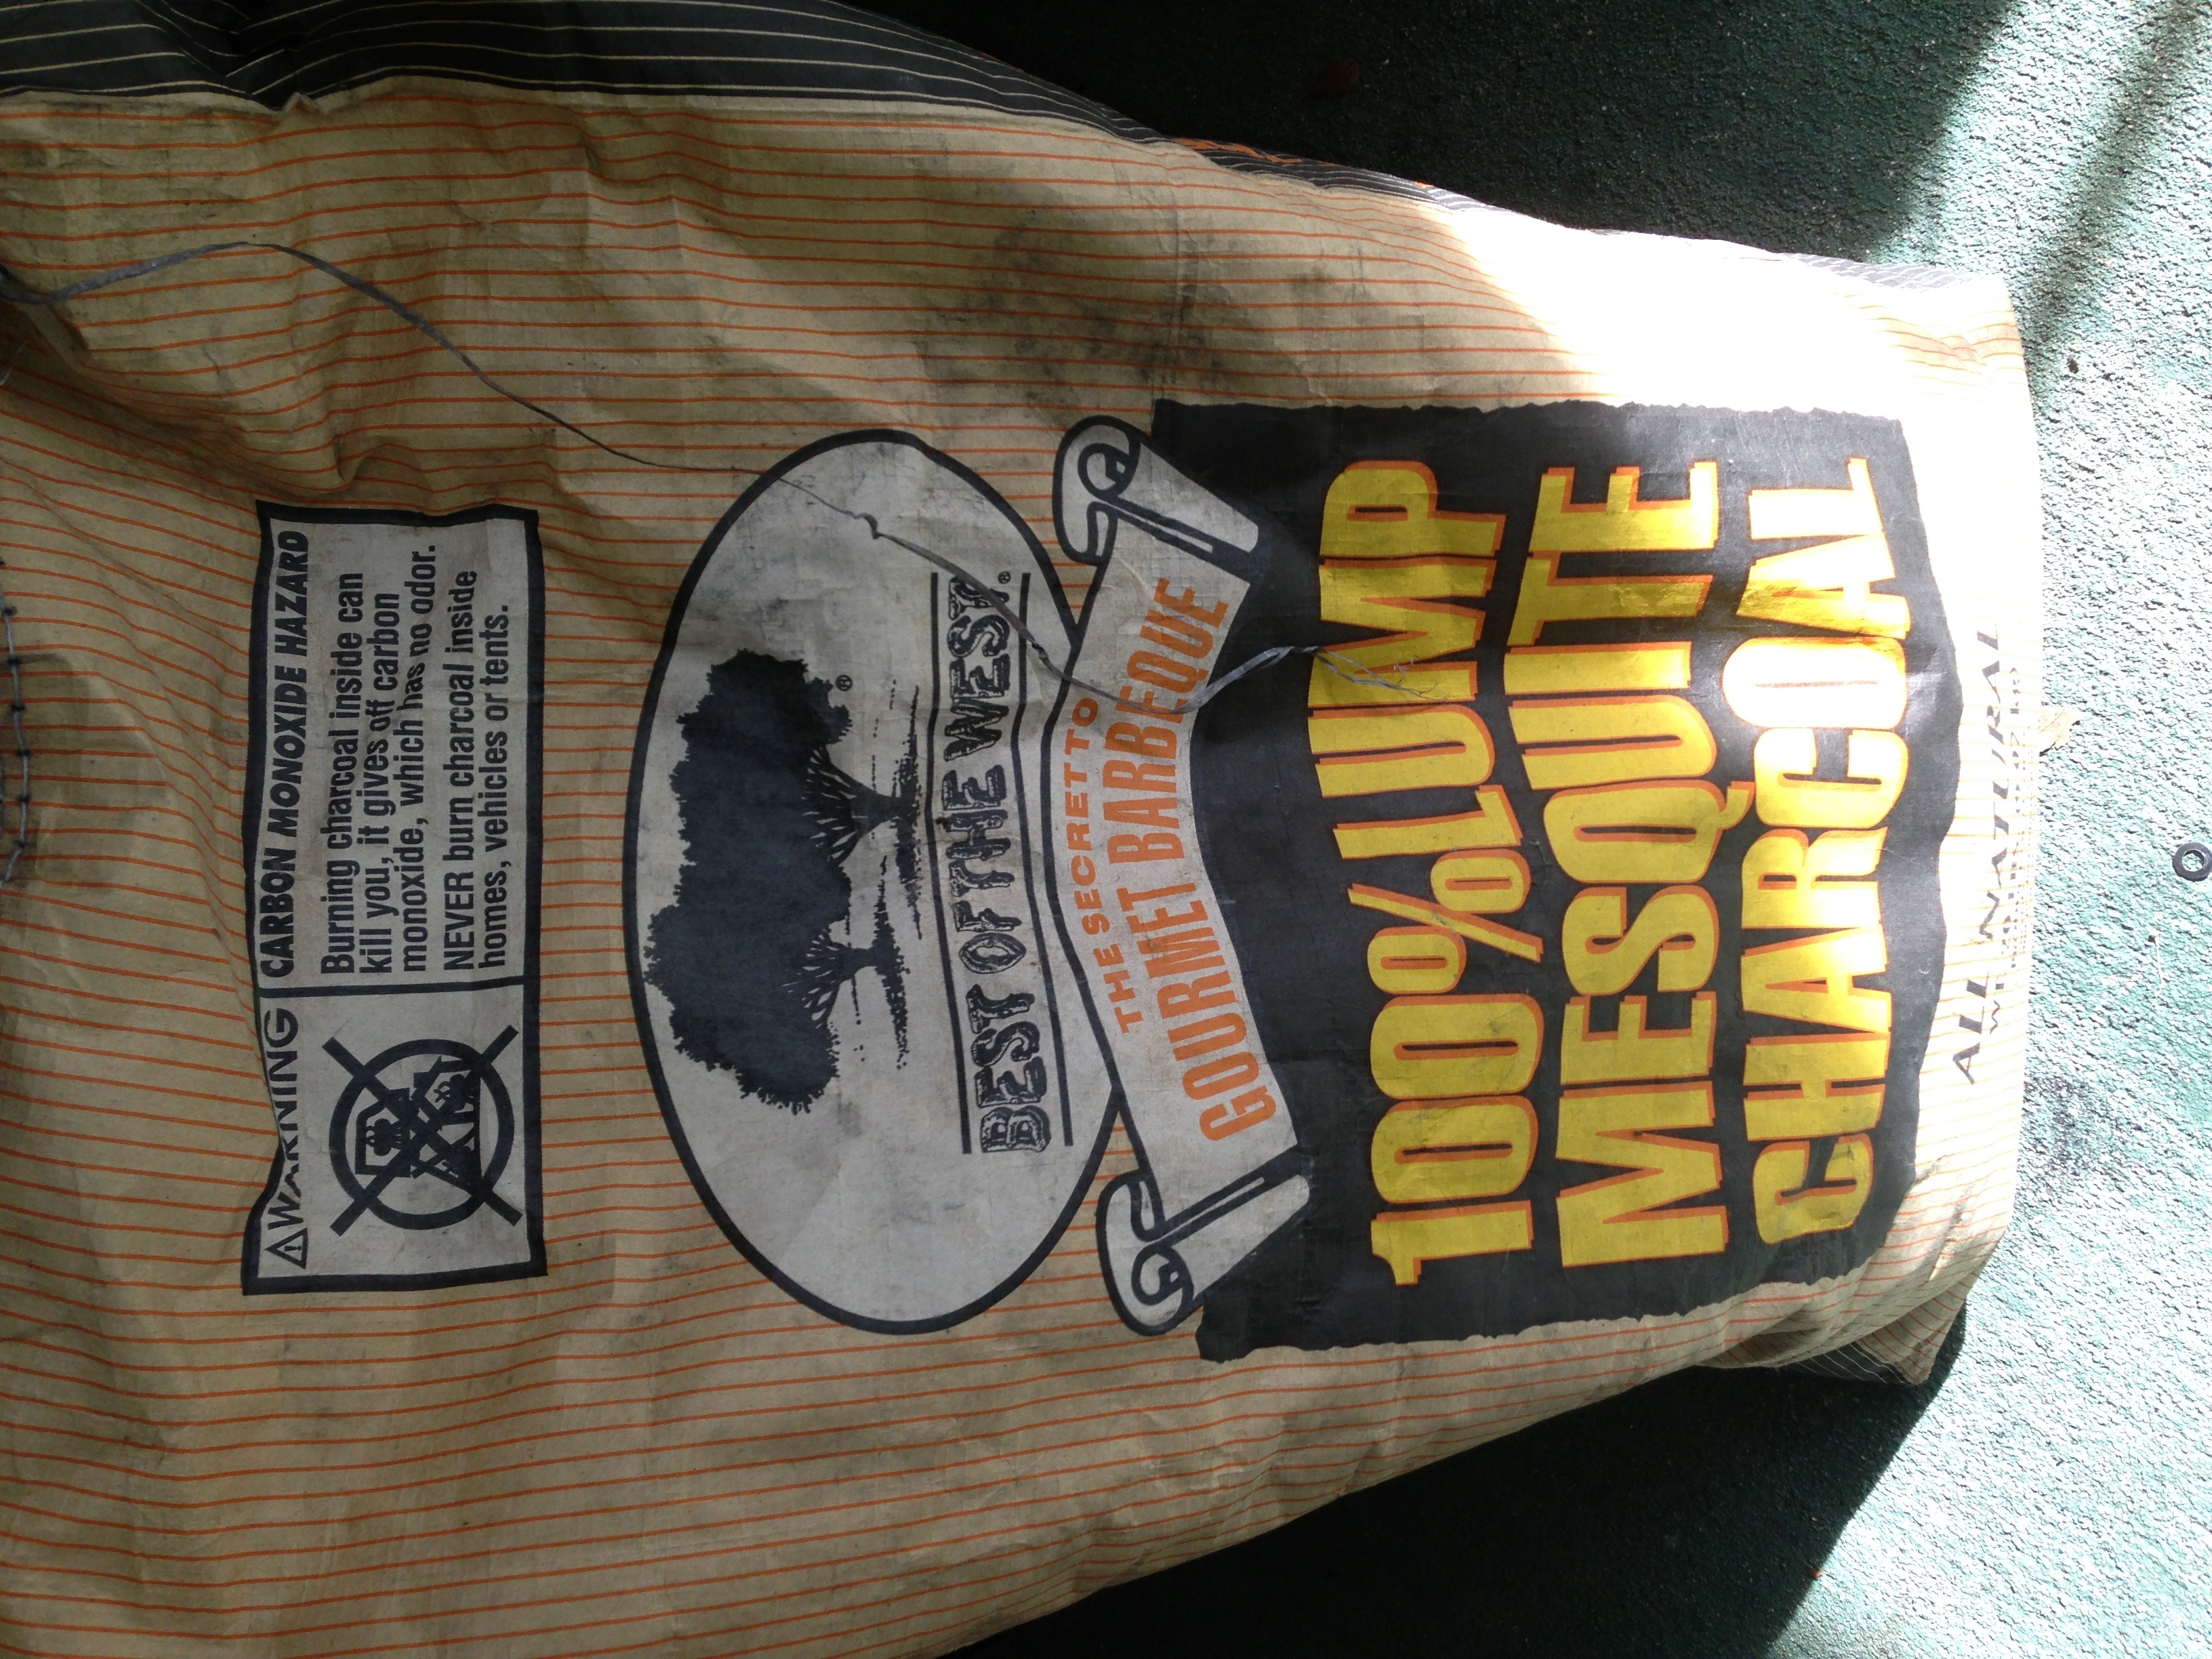 ⚠WARNING CARBON MONOXIDE HAZARD
Burning charcoal inside can
kill you, it gives off carbon
monoxide, which has no odor.
NEVER burn charcoal inside
homes, vehicles or tents.
®
BEST OF THE WEST®
THE SECRET TO
GOURMET BARBEQUE
100% LUMP
MESQUITE
CHARCOAL
ALL NATURAL